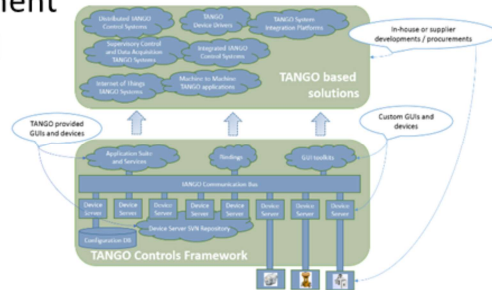 ment
Distributed TANGO
Control Systems
TANGO
Device Drivers
TANGO System
Integration Platforms
In-house or supplier
developments / procurements
Supervisory Control
and Data Acquisition
TANGO Systems
Integrated TANGO
Control Systems
Internet of Things
TANGO Systems
Machine to Machine
TANGO applications
TANGO based
solutions
TANGO provided
GUIs and devices
Custom GUIs and
devices
Application Suite
and Services
Bindings
GUI toolkits
TANGO Communication Bus
Device
Server
Device
Server
Device
Server
Device
Server
Device
Server
Device
Server
Device
Server
Device Server SVN Repository
Configuration DB
TANGO Controls Framework